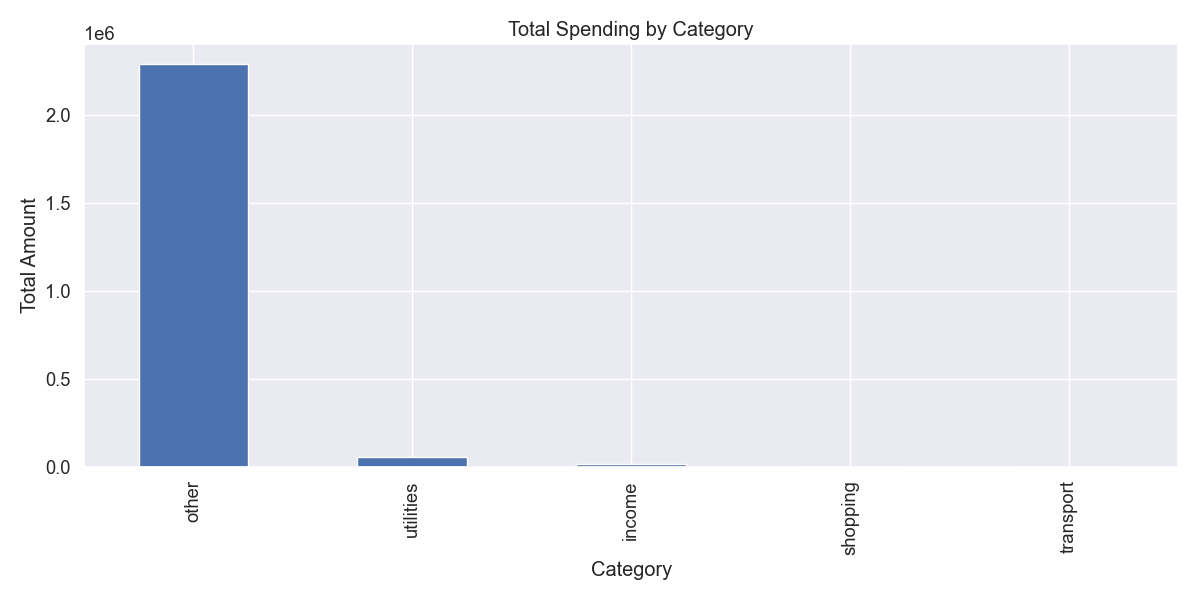 Total Spending by Category
1e6
2.0
1.5
1.0
0.5
0.0
Total Amount
other
utilities
income
shopping
transport
Category